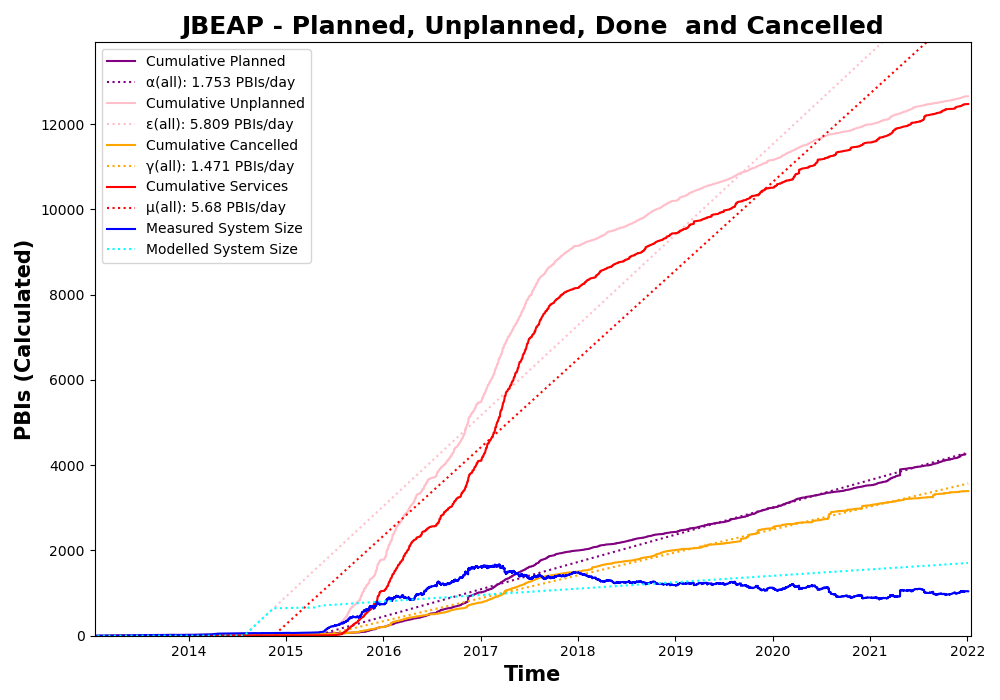 JBEAP - Planned, Unplanned, Done  and Cancelled
Cumulative Planned
α(all): 1.753 PBIs/day
Cumulative Unplanned
ε(all): 5.809 PBIs/day
Cumulative Cancelled
γ(all): 1.471 PBIs/day
Cumulative Services
μ(all): 5.68 PBIs/day
Measured System Size
Modelled System Size
PBIs (Calculated)
12000
10000
8000
6000
4000
2000
0
2014 2015 2016 2017 2018 2019 2020 2021 2022
Time